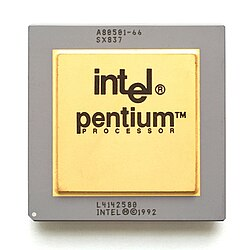 A80501-66
SX837
intel®
pentium™
PROCESSOR
L4142580
INTEL Ⓜ©1992